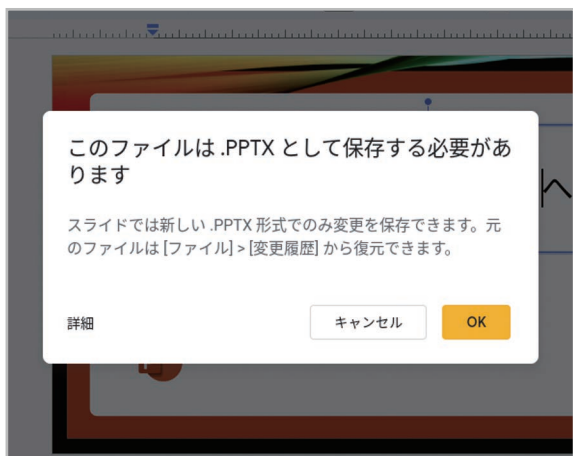 このファイルは .PPTX として保存する必要があ
ります
へ
スライドでは新しい .PPTX 形式でのみ変更を保存できます。元
のファイルは [ファイル] > [変更履歴] から復元できます。
詳細
キャンセル
OK